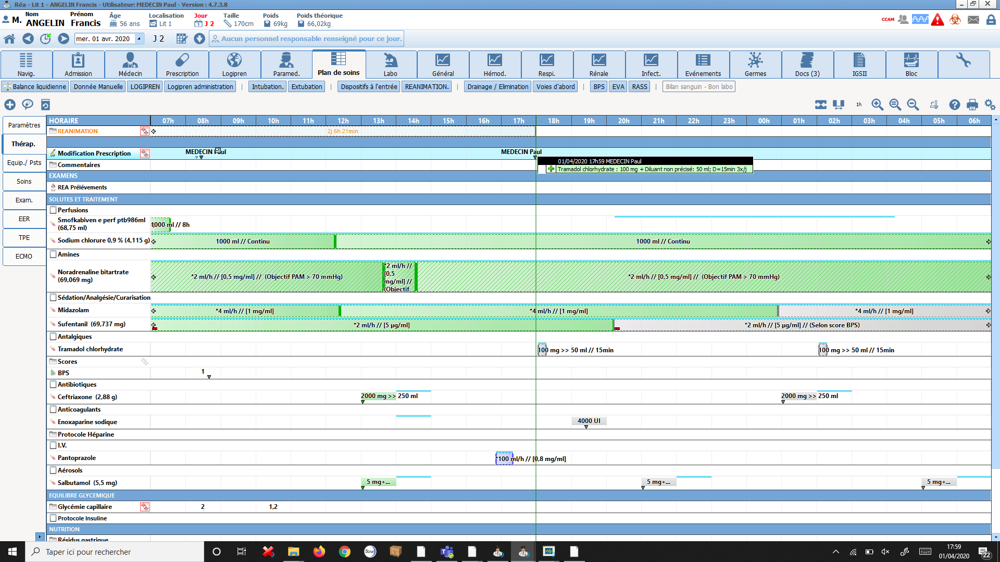 Réa - Lit 1 - ANGELIN Francis - Utilisateur: MEDECIN Paul - Version : 4.7.3.8
M. Nom ANGELIN Prénom Francis Âge 56 ans Localisation Lit 1 Jour J 2 Taille 170cm Poids 69kg Poids théorique 66,02kg CCAM
mer. 01 avr. 2020 J 2 Aucun personnel responsable renseigné pour ce jour.
Navig. Admission Médecin Prescription Logipren Paramed. Plan de soins Labo Général Hémod. Respi. Rénale Infect. Evénements Germes Docs (3) IGSII Bloc
Balance liquidienne Donnée Manuelle LOGIPREN Logipren administration | Intubation. Extubation | Dispositifs à l'entrée REANIMATION. | Drainage / Elimination Voies d'abord | BPS EVA RASS | Bilan sanguin - Bon labo
1h
Paramètres
Thérap.
Equip./ Psts
Soins
Exam.
EER
TPE
ECMO
HORAIRE 07h 08h 09h 10h 11h 12h 13h 14h 15h 16h 17h 18h 19h 20h 21h 22h 23h 00h 01h 02h 03h 04h 05h 06h
REANIMATION 2j 6h 21min
Modification Prescription MEDECIN Paul MEDECIN Paul
01/04/2020 17h59 MEDECIN Paul
Tramadol chlorhydrate : 100 mg + Diluant non précisé: 50 ml; D=15min 3x/j
Commentaires
EXAMENS
REA Prélévements
SOLUTES ET TRAITEMENT
Perfusions
Smofkabiven e perf ptb986ml (68,75 ml) 1000 ml // 8h
Sodium chlorure 0,9 % (4,115 g) 1000 ml // Continu 1000 ml // Continu
Amines
Noradrenaline bitartrate (69,069 mg) *2 ml/h // [0,5 mg/ml] // (Objectif PAM > 70 mmHg) *2 ml/h // [0,5 mg/ml] // (Objectif *2 ml/h // [0,5 mg/ml] // (Objectif PAM > 70 mmHg)
Sédation/Analgésie/Curarisation
Midazolam *4 ml/h // [1 mg/ml] *4 ml/h // [1 mg/ml] *4 ml/h // [1 mg/ml]
Sufentanil (69,737 mg) *2 ml/h // [5 µg/ml] *2 ml/h // [5 µg/ml] // (Selon score BPS)
Antalgiques
Tramadol chlorhydrate 100 mg >> 50 ml // 15min 100 mg >> 50 ml // 15min
Scores
BPS 1
Antibiotiques
Ceftriaxone (2,88 g) 2000 mg >> 250 ml 2000 mg >> 250 ml
Anticoagulants
Enoxaparine sodique 4000 UI
Protocole Héparine
I.V.
Pantoprazole *100 ml/h // [0,8 mg/ml]
Aérosols
Salbutamol (5,5 mg) 5 mg+... 5 mg+... 5 mg+...
EQUILIBRE GLYCEMIQUE
Glycémie capillaire 2 1,2
Protocole Insuline
NUTRITION
Résidus gastrique
Taper ici pour rechercher
Bow
17:59
01/04/2020
22